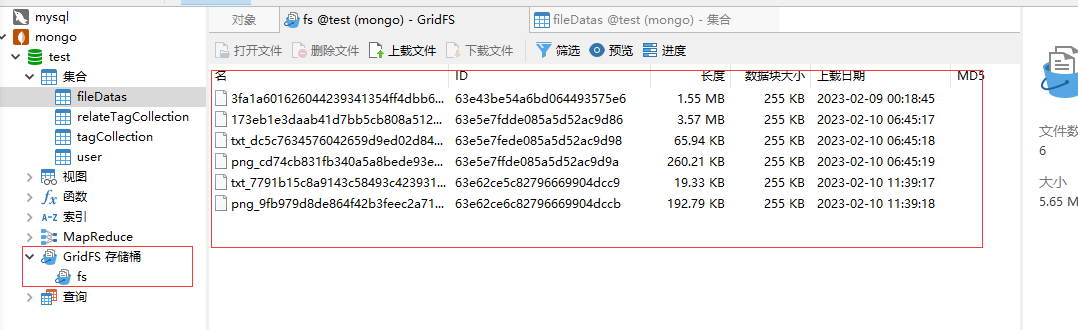 mysql
mongo
test
集合
fileDatas
relateTagCollection
tagCollection
user
视图
fx 函数
A-Z 索引
MapReduce
GridFS 存储桶
fs
查询
对象 fs @test (mongo) - GridFS fileDatas @test (mongo) - 集合
打开文件 删除文件 上载文件 下载文件 筛选 预览 进度
名 ID 长度 数据块大小 上载日期 MD5
3fa1a601626044239341354ff4dbb6... 63e43be54a6bd064493575e6 1.55 MB 255 KB 2023-02-09 00:18:45
173eb1e3daab41d7bb5cb808a512... 63e5e7fdde085a5d52ac9d86 3.57 MB 255 KB 2023-02-10 06:45:17
txt_dc5c7634576042659d9ed02d84... 63e5e7fede085a5d52ac9d98 65.94 KB 255 KB 2023-02-10 06:45:18
png_cd74cb831fb340a5a8bede93e... 63e5e7ffde085a5d52ac9d9a 260.21 KB 255 KB 2023-02-10 06:45:19
txt_7791b15c8a9143c58493c423931... 63e62ce5c82796669904dcc9 19.33 KB 255 KB 2023-02-10 11:39:17
png_9fb979d8de864f42b3feec2a71... 63e62ce6c82796669904dccb 192.79 KB 255 KB 2023-02-10 11:39:18
文件数
6
大小
5.65 M